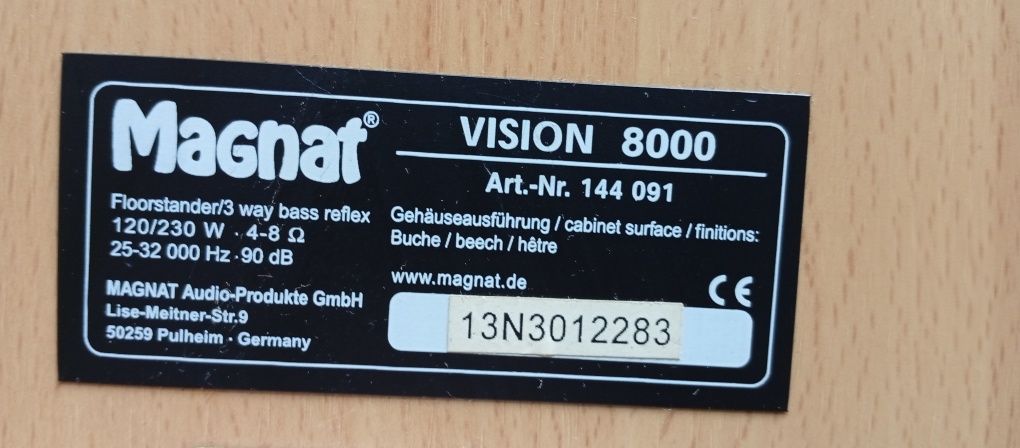 Magnat®
Floorstander/3 way bass reflex
120/230 W · 4-8 Ω
25-32 000 Hz · 90 dB
MAGNAT Audio-Produkte GmbH
Lise-Meitner-Str.9
50259 Pulheim · Germany
VISION 8000
Art.-Nr. 144 091
Gehäuseausführung / cabinet surface / finitions:
Buche / beech / hêtre
www.magnat.de
CE
13N3012283